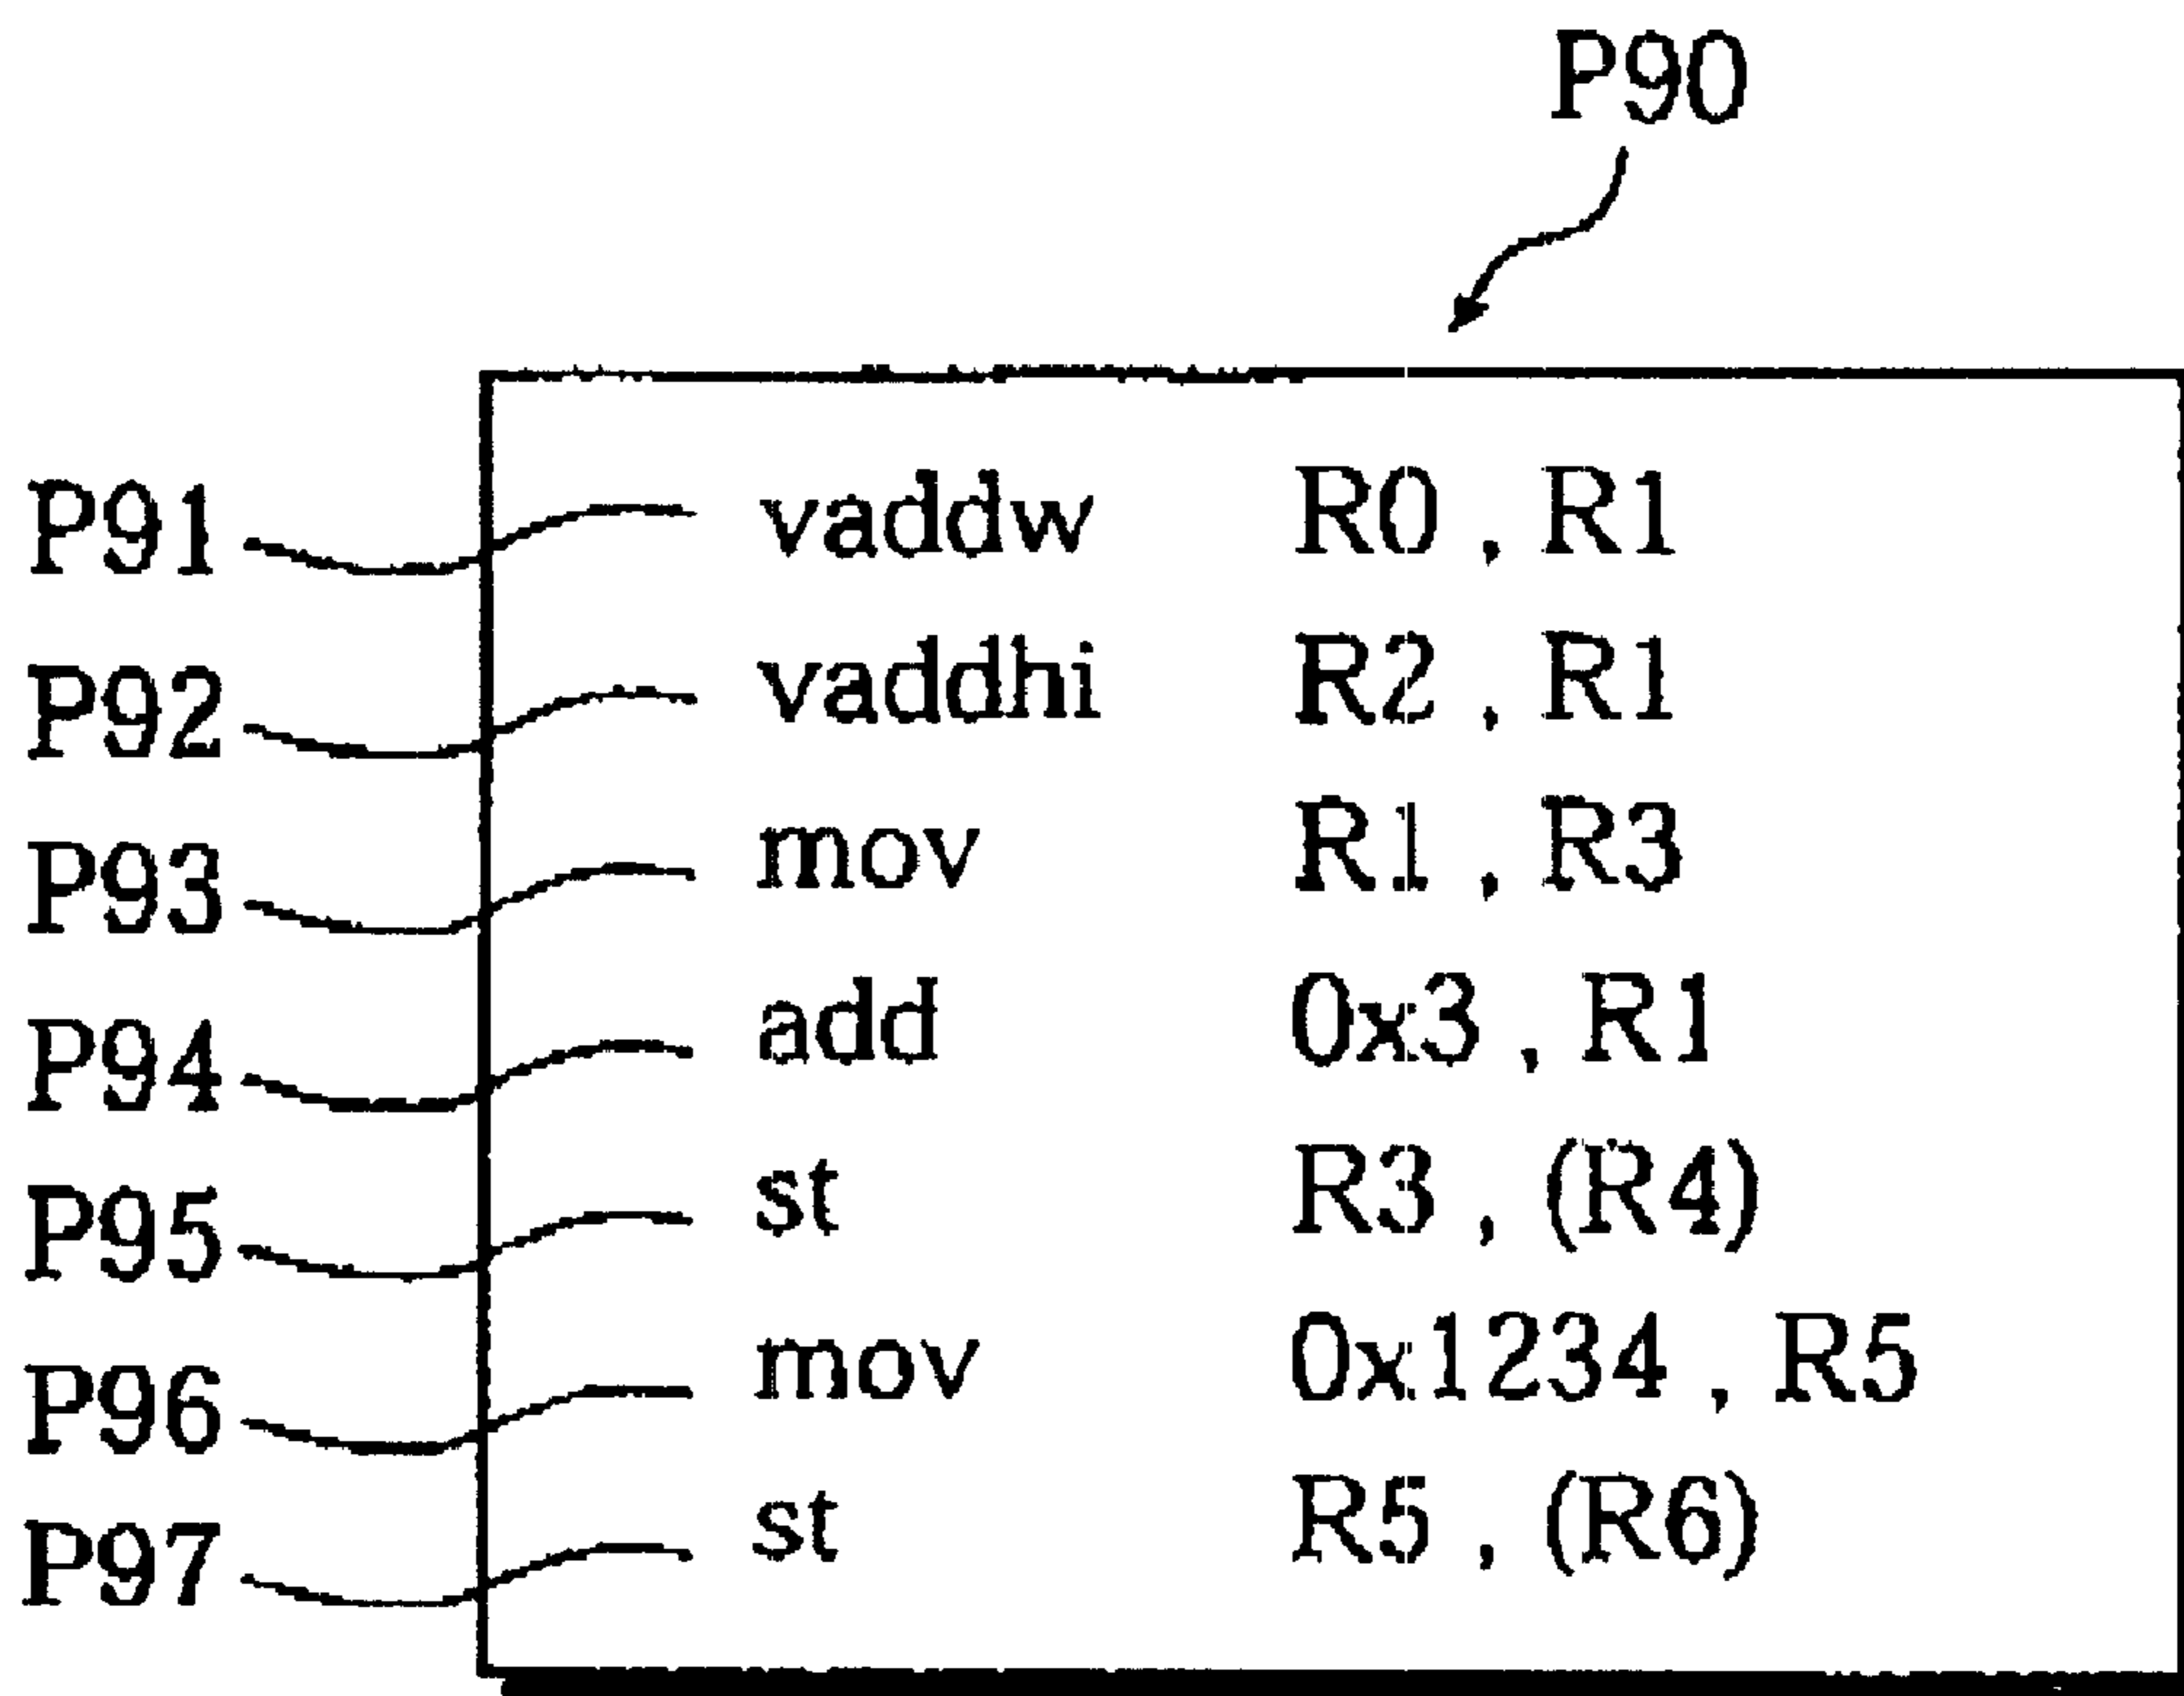 P90
P91 vaddw R0 , R1
P92 vaddhi R2 , R1
P93 mov R1 , R3
P94 add 0x3 , R1
P95 st R3 , (R4)
P96 mov 0x1234 , R5
P97 st R5 , (R6)